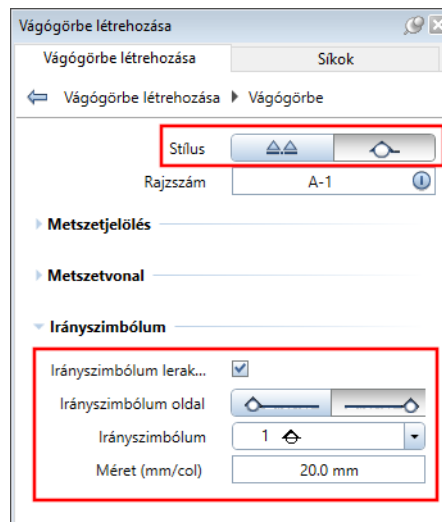 Vágógörbe létrehozása
Vágógörbe létrehozása Síkok
Vágógörbe létrehozása Vágógörbe
Stílus
Rajzszám A-1
Metszetjelölés
Metszetvonal
Irányszimbólum
Irányszimbólum lerak...
Irányszimbólum oldal
Irányszimbólum 1
Méret (mm/col) 20.0 mm